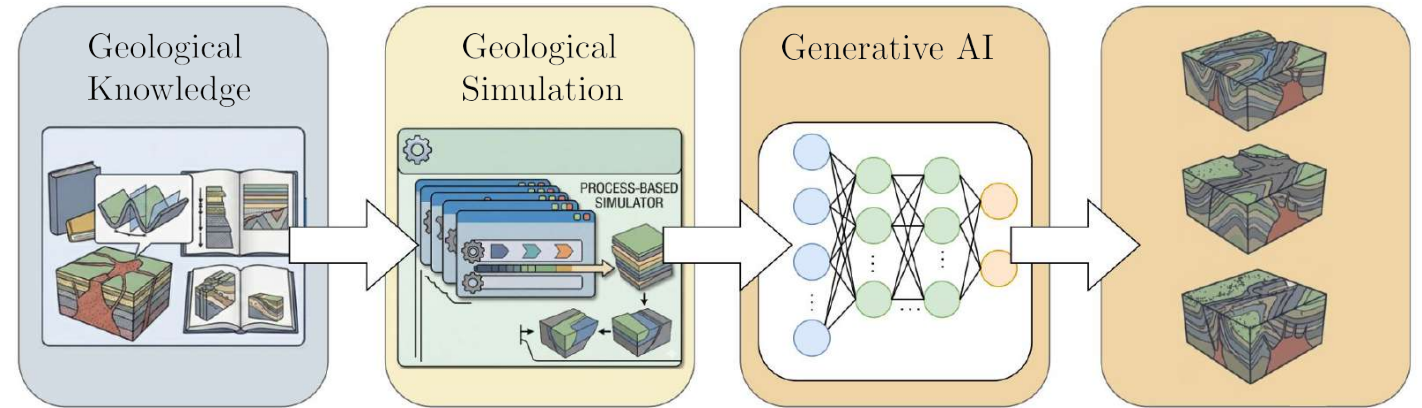 Geological
Knowledge
Geological
Simulation
PROCESS-BASED
SIMULATOR
Generative AI